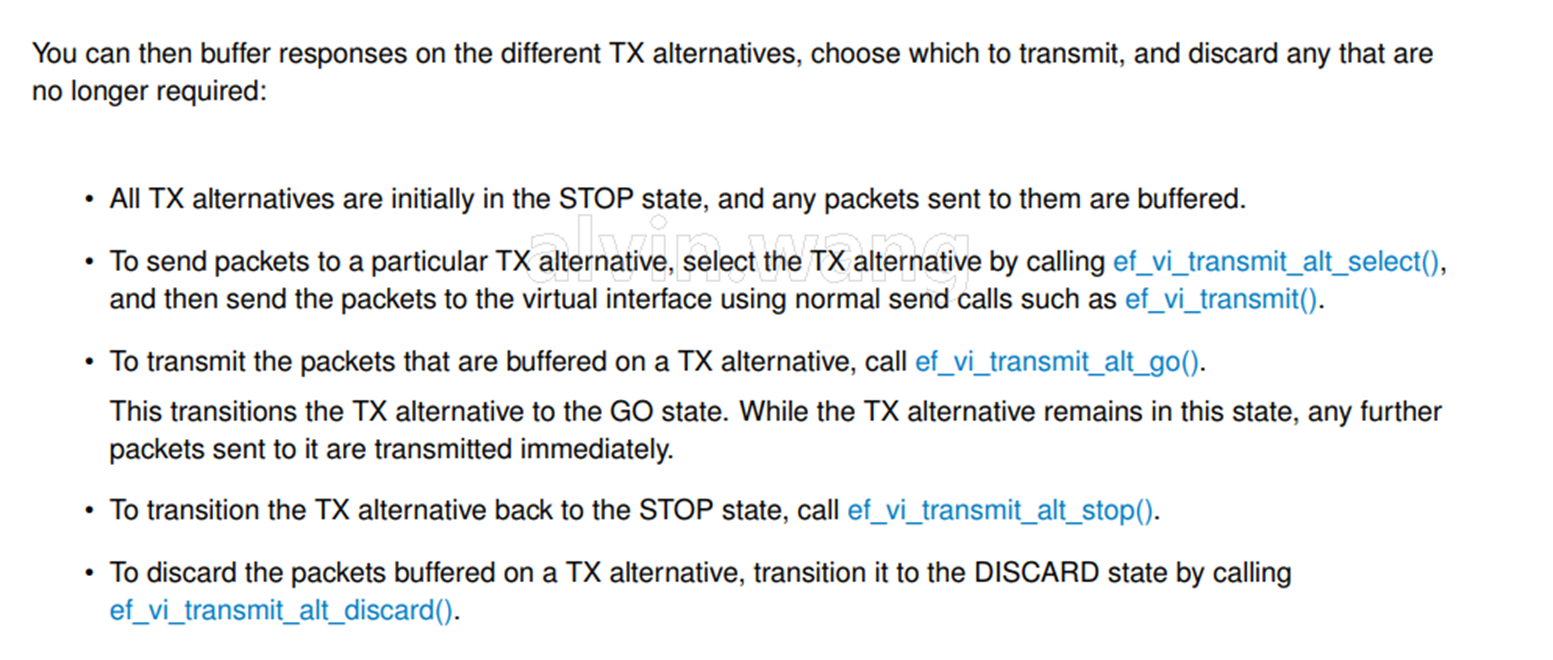 You can then buffer responses on the different TX alternatives, choose which to transmit, and discard any that are
no longer required:
• All TX alternatives are initially in the STOP state, and any packets sent to them are buffered.
alvin.wang
• To send packets to a particular TX alternative, select the TX alternative by calling ef_vi_transmit_alt_select(),
and then send the packets to the virtual interface using normal send calls such as ef_vi_transmit().
• To transmit the packets that are buffered on a TX alternative, call ef_vi_transmit_alt_go().
This transitions the TX alternative to the GO state. While the TX alternative remains in this state, any further
packets sent to it are transmitted immediately.
• To transition the TX alternative back to the STOP state, call ef_vi_transmit_alt_stop().
• To discard the packets buffered on a TX alternative, transition it to the DISCARD state by calling
ef_vi_transmit_alt_discard().